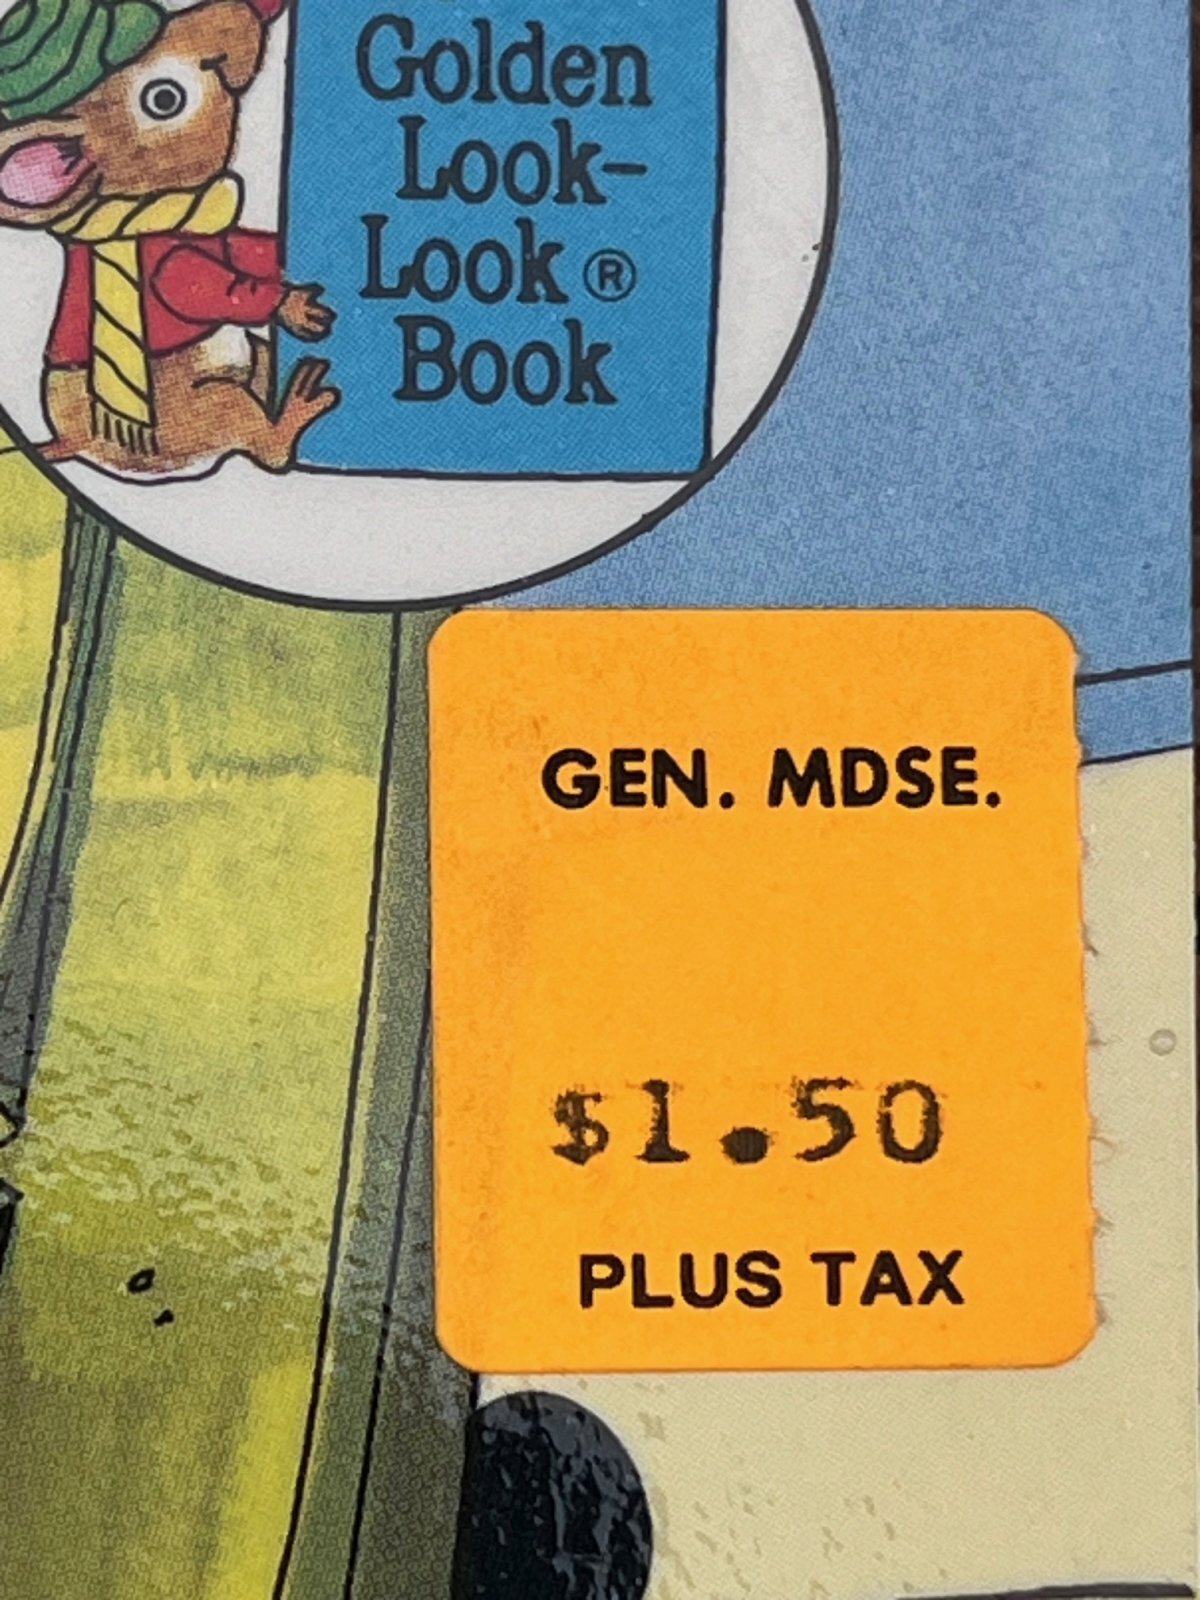 Golden
Look-
Look ®
Book
GEN. MDSE.
$1.50
PLUS TAX